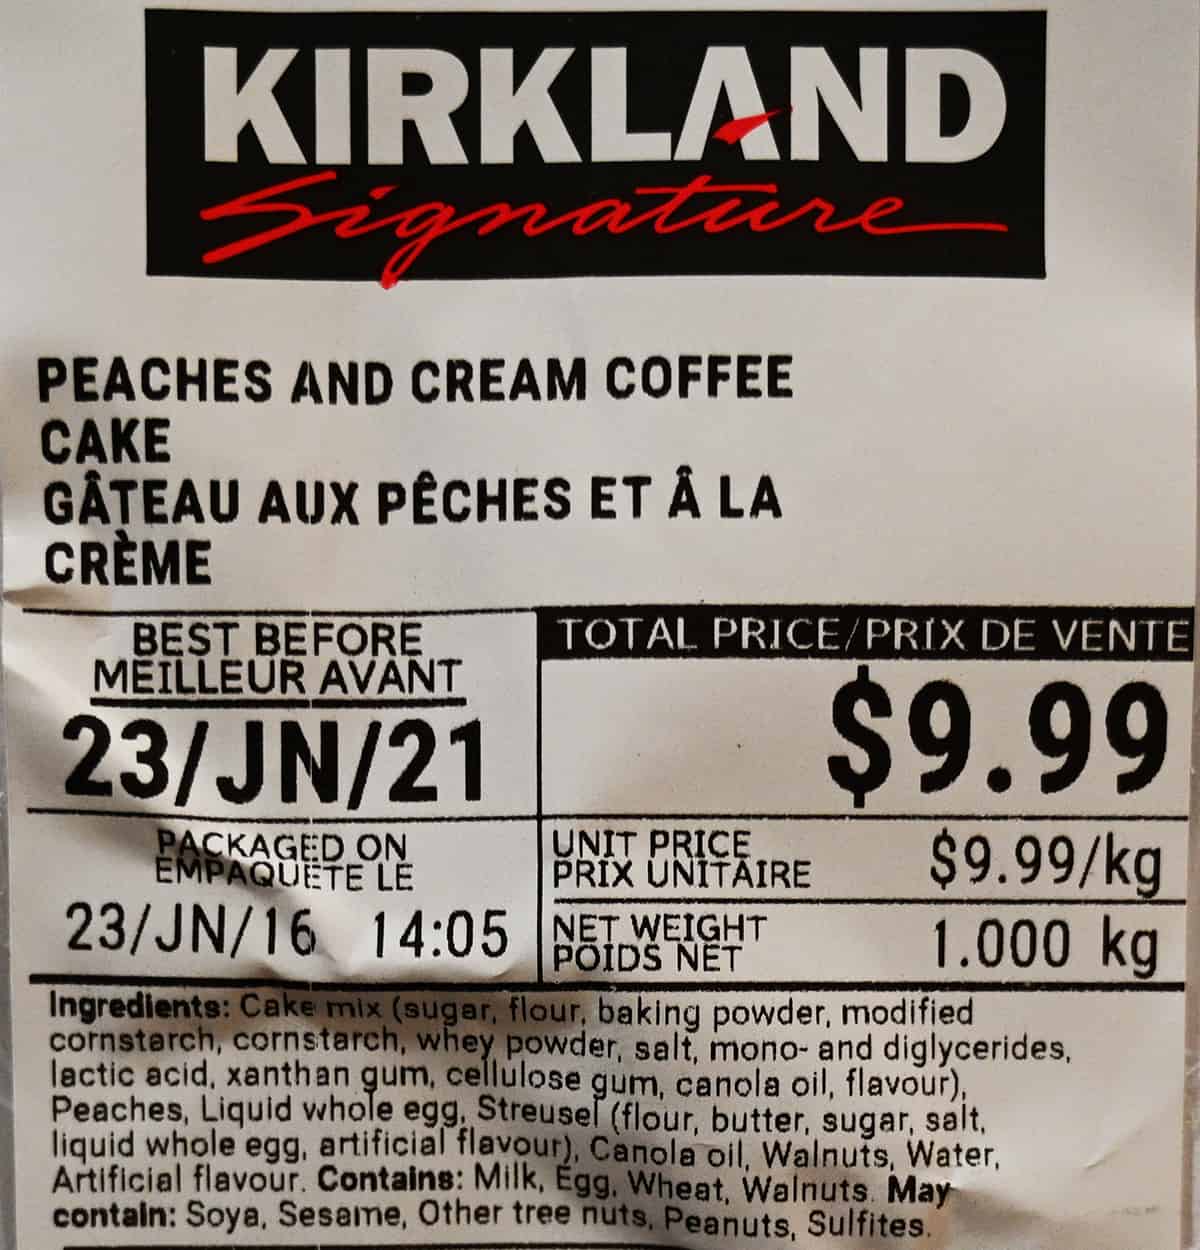 KIRKLAND
Signature
PEACHES AND CREAM COFFEE
CAKE
GÂTEAU AUX PÊCHES ET Â LA
CRÈME
BEST BEFORE
MEILLEUR AVANT
23/JN/21
TOTAL PRICE/PRIX DE VENTE
$9.99
PACKAGED ON
EMPAQUETE LE
23/JN/16 14:05
UNIT PRICE
PRIX UNITAIRE
$9.99/kg
NET WEIGHT
POIDS NET
1.000 kg
Ingredients: Cake mix (sugar, flour, baking powder, modified
cornstarch, cornstarch, whey powder, salt, mono- and diglycerides,
lactic acid, xanthan gum, cellulose gum, canola oil, flavour),
Peaches, Liquid whole egg, Streusel (flour, butter, sugar, salt,
liquid whole egg, artificial flavour), Canola oil, Walnuts, Water,
Artificial flavour. Contains: Milk, Egg, Wheat, Walnuts. May
contain: Soya, Sesame, Other tree nuts, Peanuts, Sulfites.